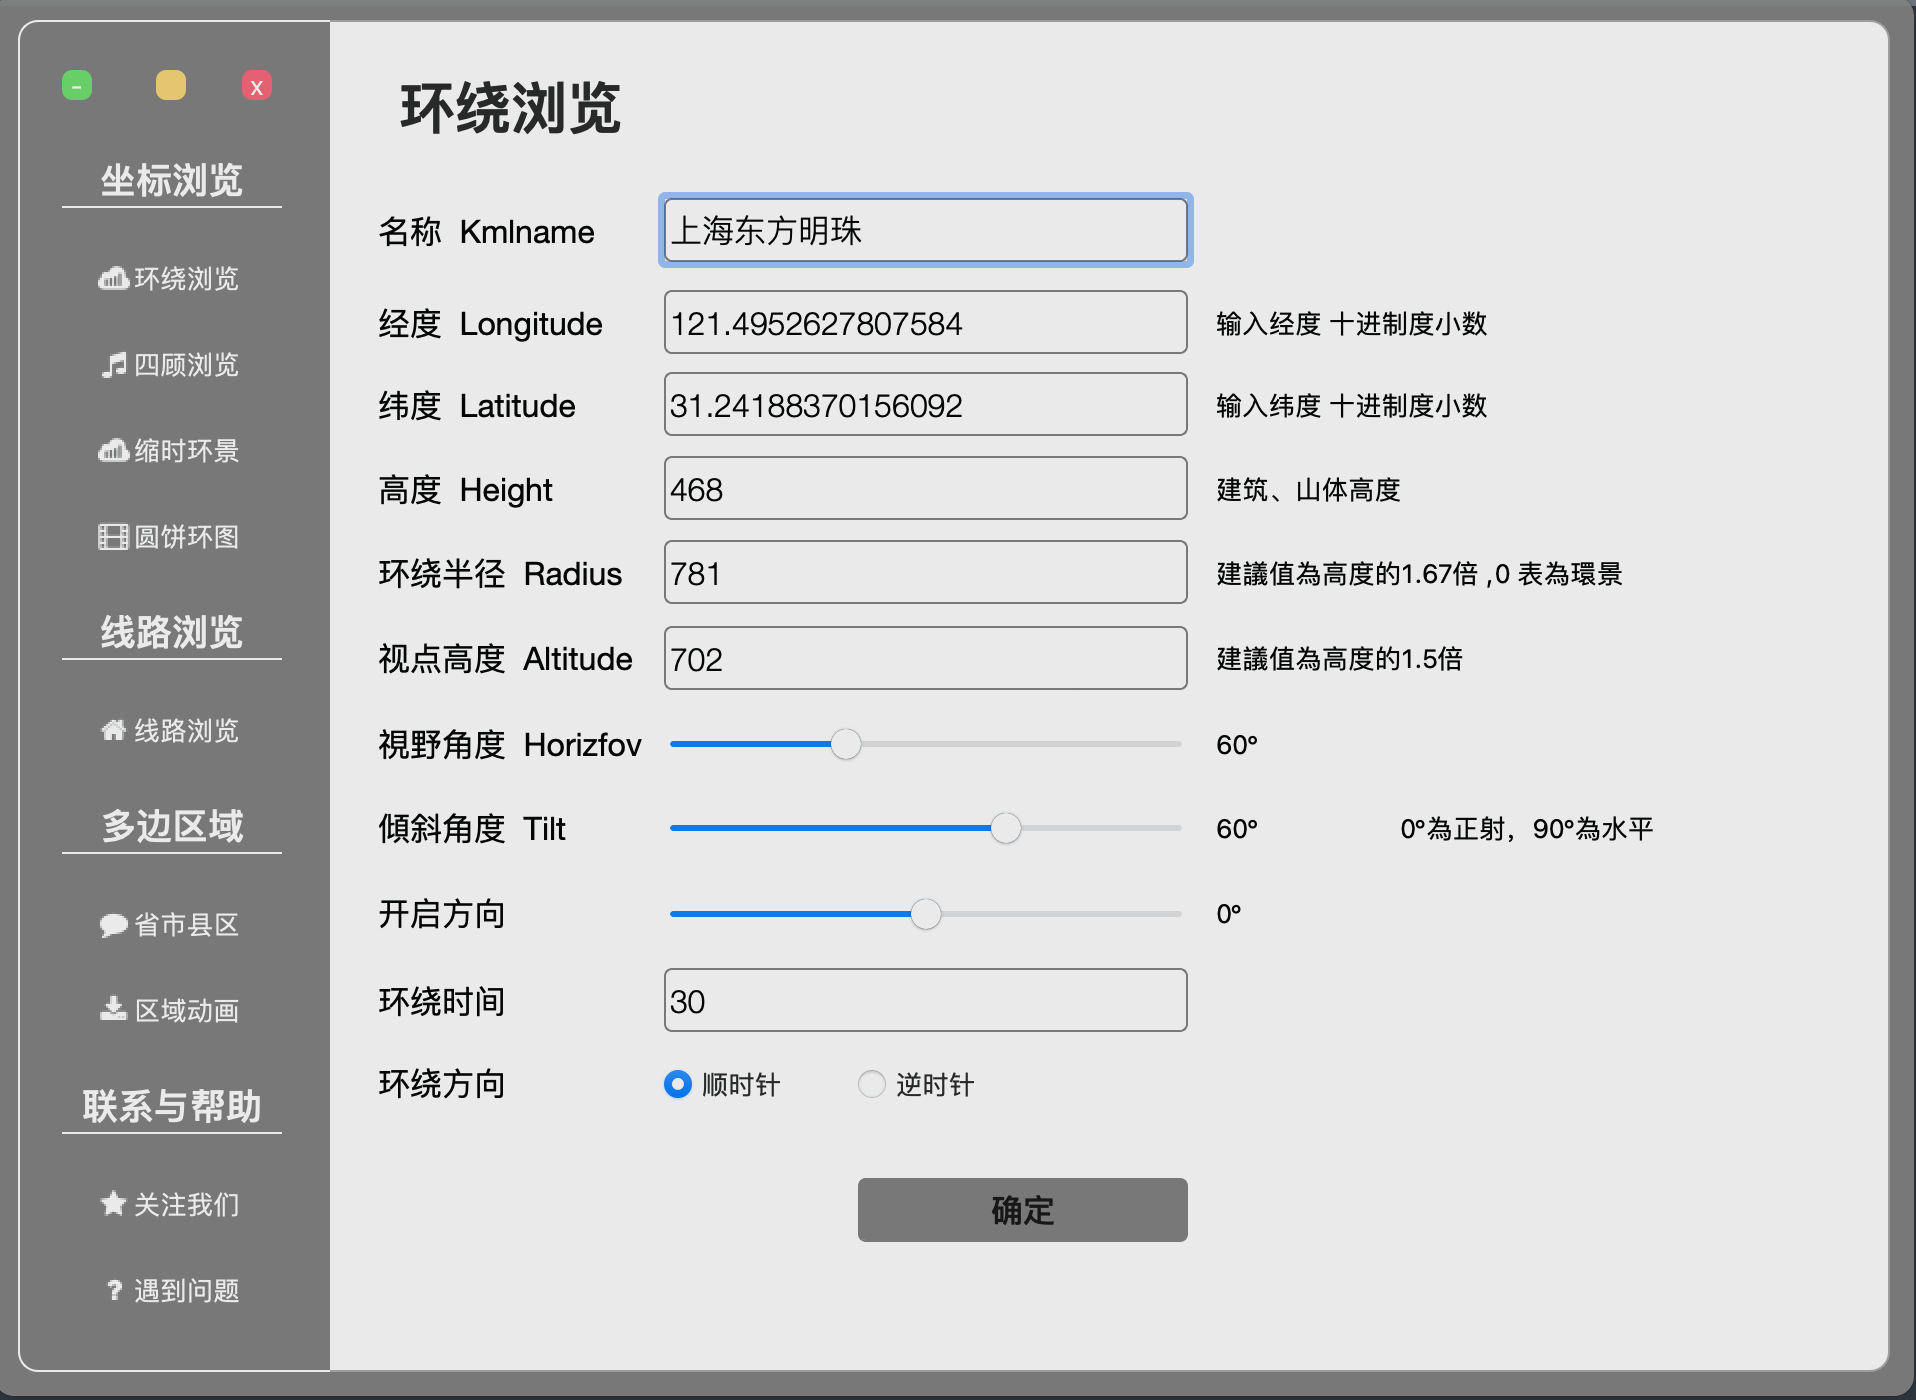 -
x
坐标浏览
环绕浏览
四顾浏览
缩时环景
圆饼环图
线路浏览
线路浏览
多边区域
省市县区
区域动画
联系与帮助
关注我们
遇到问题
环绕浏览
名称 Kmlname 上海东方明珠
经度 Longitude 121.4952627807584 输入经度 十进制度小数
纬度 Latitude 31.24188370156092 输入纬度 十进制度小数
高度 Height 468 建筑、山体高度
环绕半径 Radius 781 建議值為高度的1.67倍 ,0 表為環景
视点高度 Altitude 702 建議值為高度的1.5倍
視野角度 Horizfov 60°
傾斜角度 Tilt 60° 0°為正射，90°為水平
开启方向 0°
环绕时间 30
环绕方向 顺时针 逆时针
确定